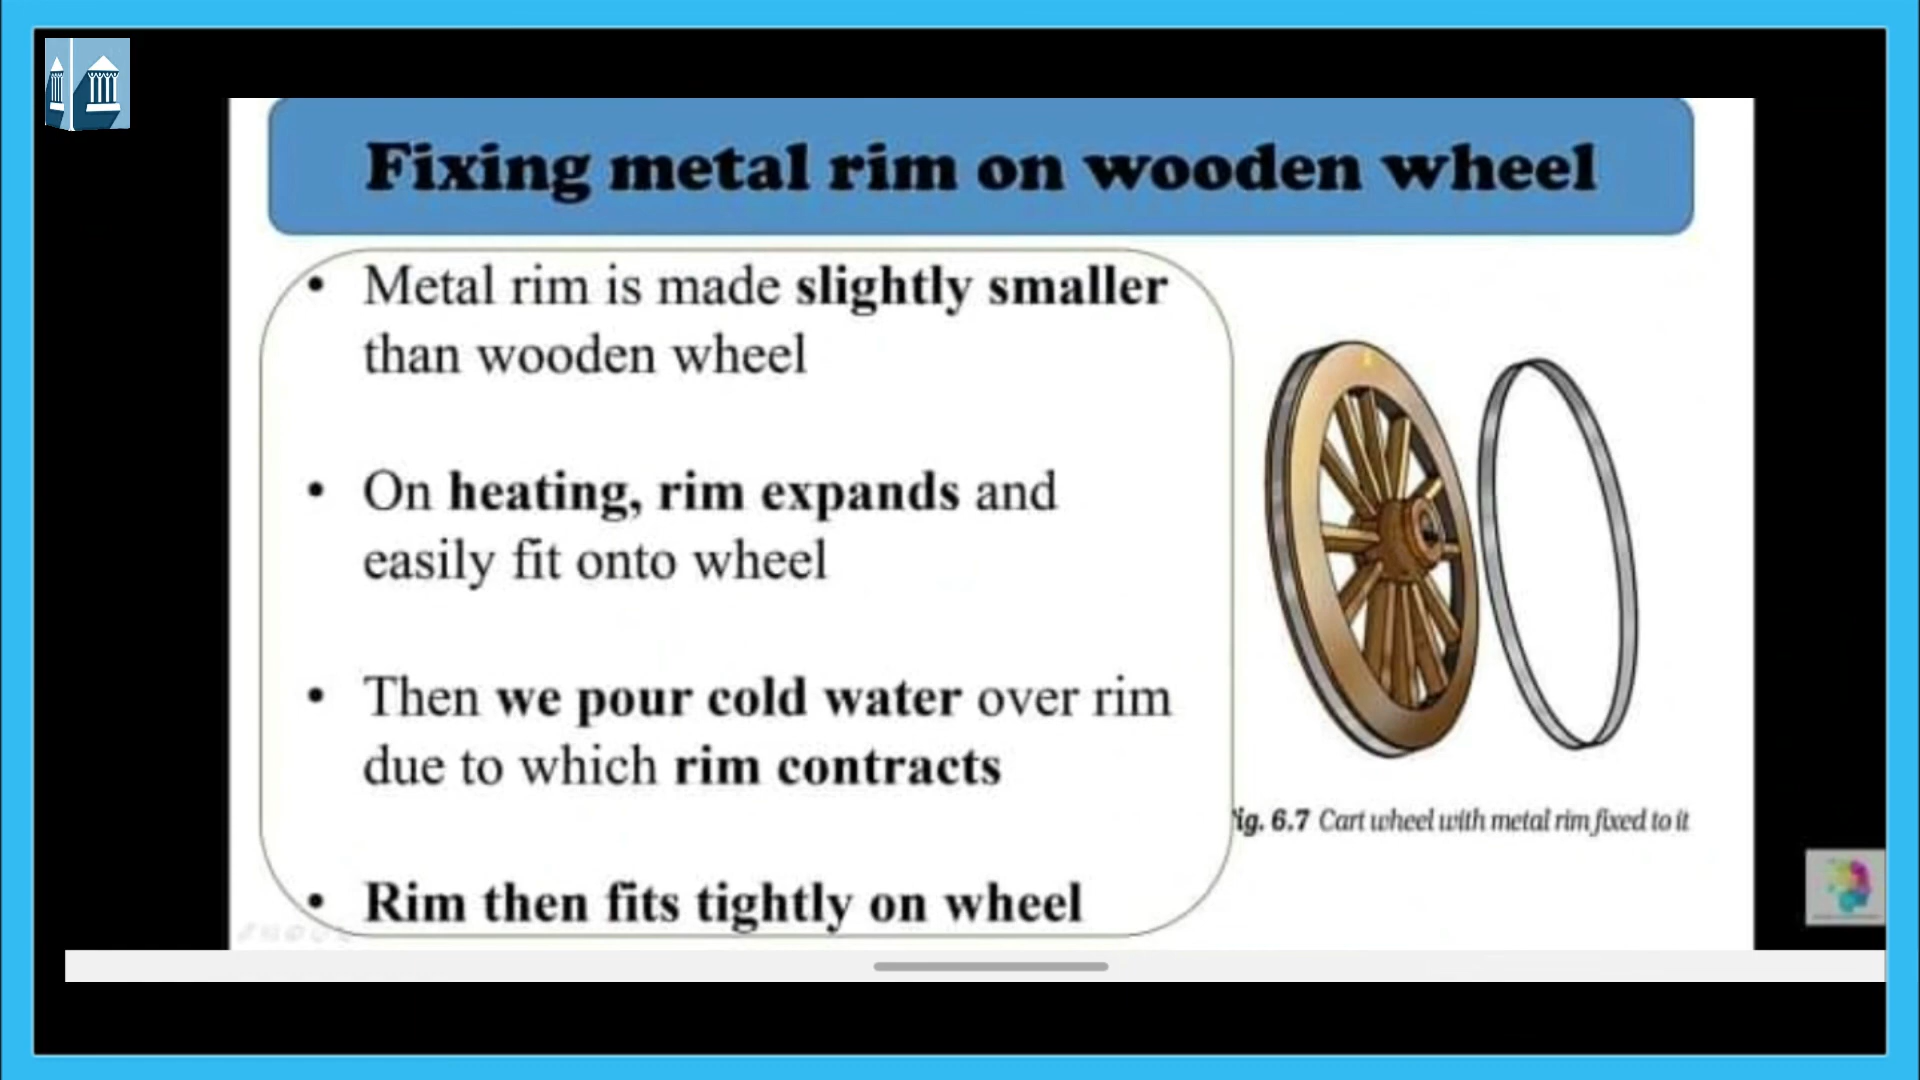 Fixing metal rim on wooden wheel
• Metal rim is made slightly smaller
than wooden wheel
• On heating, rim expands and
easily fit onto wheel
• Then we pour cold water over rim
due to which rim contracts
• Rim then fits tightly on wheel
ig. 6.7 Cart wheel with metal rim fixed to it